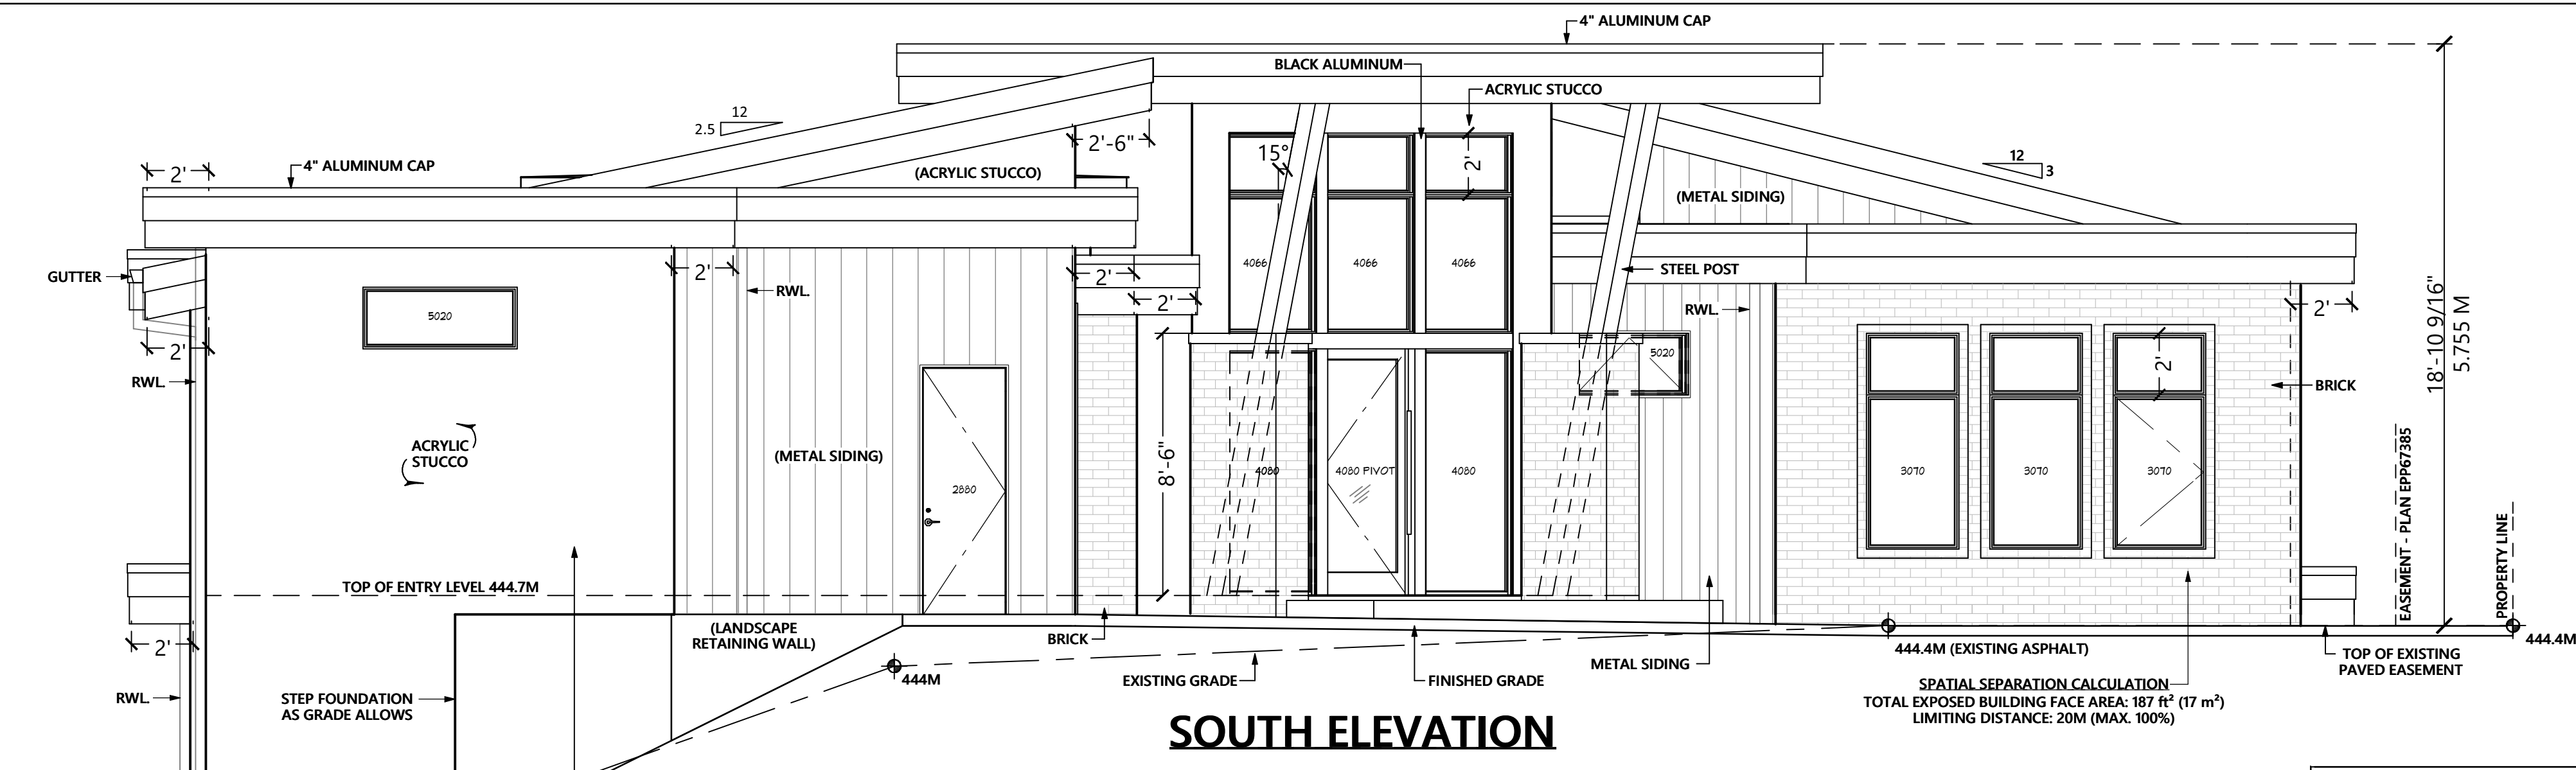 4" ALUMINUM CAP
BLACK ALUMINUM
ACRYLIC STUCCO
12
2.5
2'-6"
15°
2'
12
3
2'
4" ALUMINUM CAP
(ACRYLIC STUCCO)
(METAL SIDING)
GUTTER
2'
RWL.
2'
2'
4066
4066
4066
STEEL POST
RWL.
2'
18'-10 9/16"
5.755 M
5020
2'
RWL.
5020
2'
BRICK
ACRYLIC
STUCCO
(METAL SIDING)
8'-6"
2880
4080
4080 PIVOT
4080
3070
3070
3070
EASEMENT - PLAN EPP67385
PROPERTY LINE
TOP OF ENTRY LEVEL 444.7M
2'
(LANDSCAPE
RETAINING WALL)
BRICK
444M
EXISTING GRADE
FINISHED GRADE
METAL SIDING
444.4M (EXISTING ASPHALT)
444.4M
TOP OF EXISTING
PAVED EASEMENT
RWL.
STEP FOUNDATION
AS GRADE ALLOWS
SPATIAL SEPARATION CALCULATION
TOTAL EXPOSED BUILDING FACE AREA: 187 ft² (17 m²)
LIMITING DISTANCE: 20M (MAX. 100%)
SOUTH ELEVATION